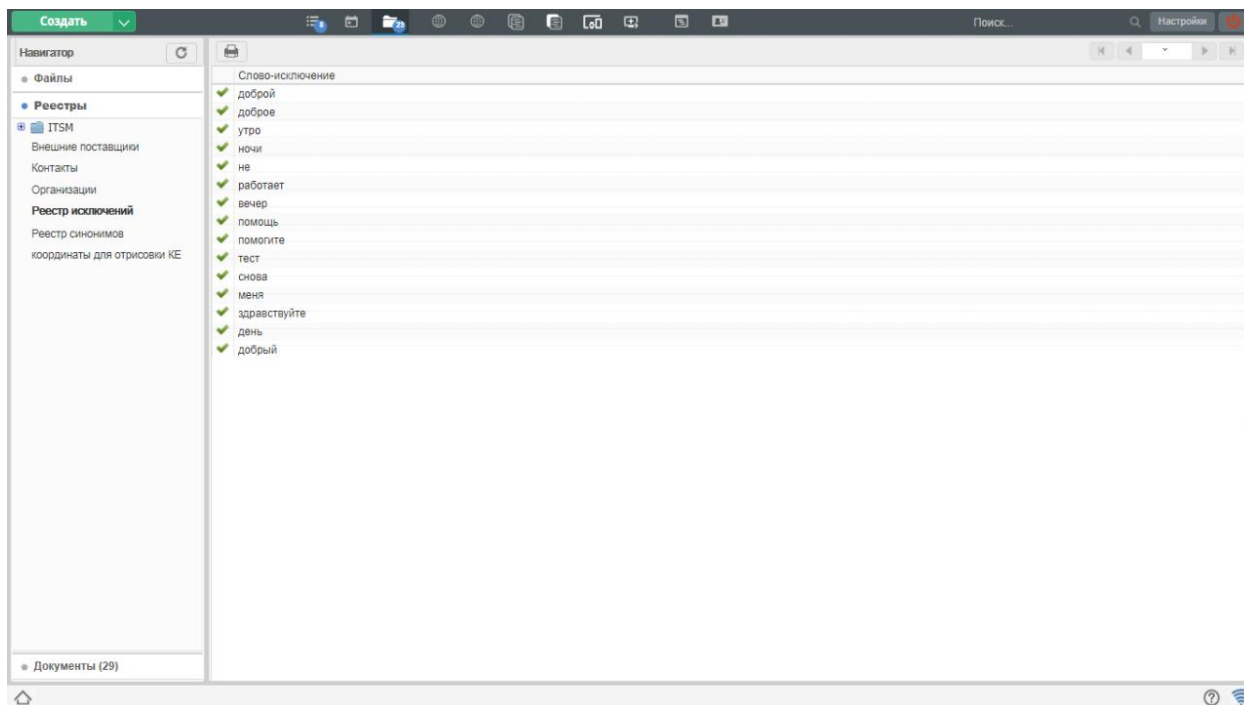 Создать
8
29
Поиск...
Настройки
Навигатор
Файлы
Реестры
ITSM
Внешние поставщики
Контакты
Организации
Реестр исключений
Реестр синонимов
координаты для отрисовки КЕ
Документы (29)
Слово-исключение
доброй
доброе
утро
ночи
не
работает
вечер
помощь
помогите
тест
снова
меня
здравствуйте
день
добрый